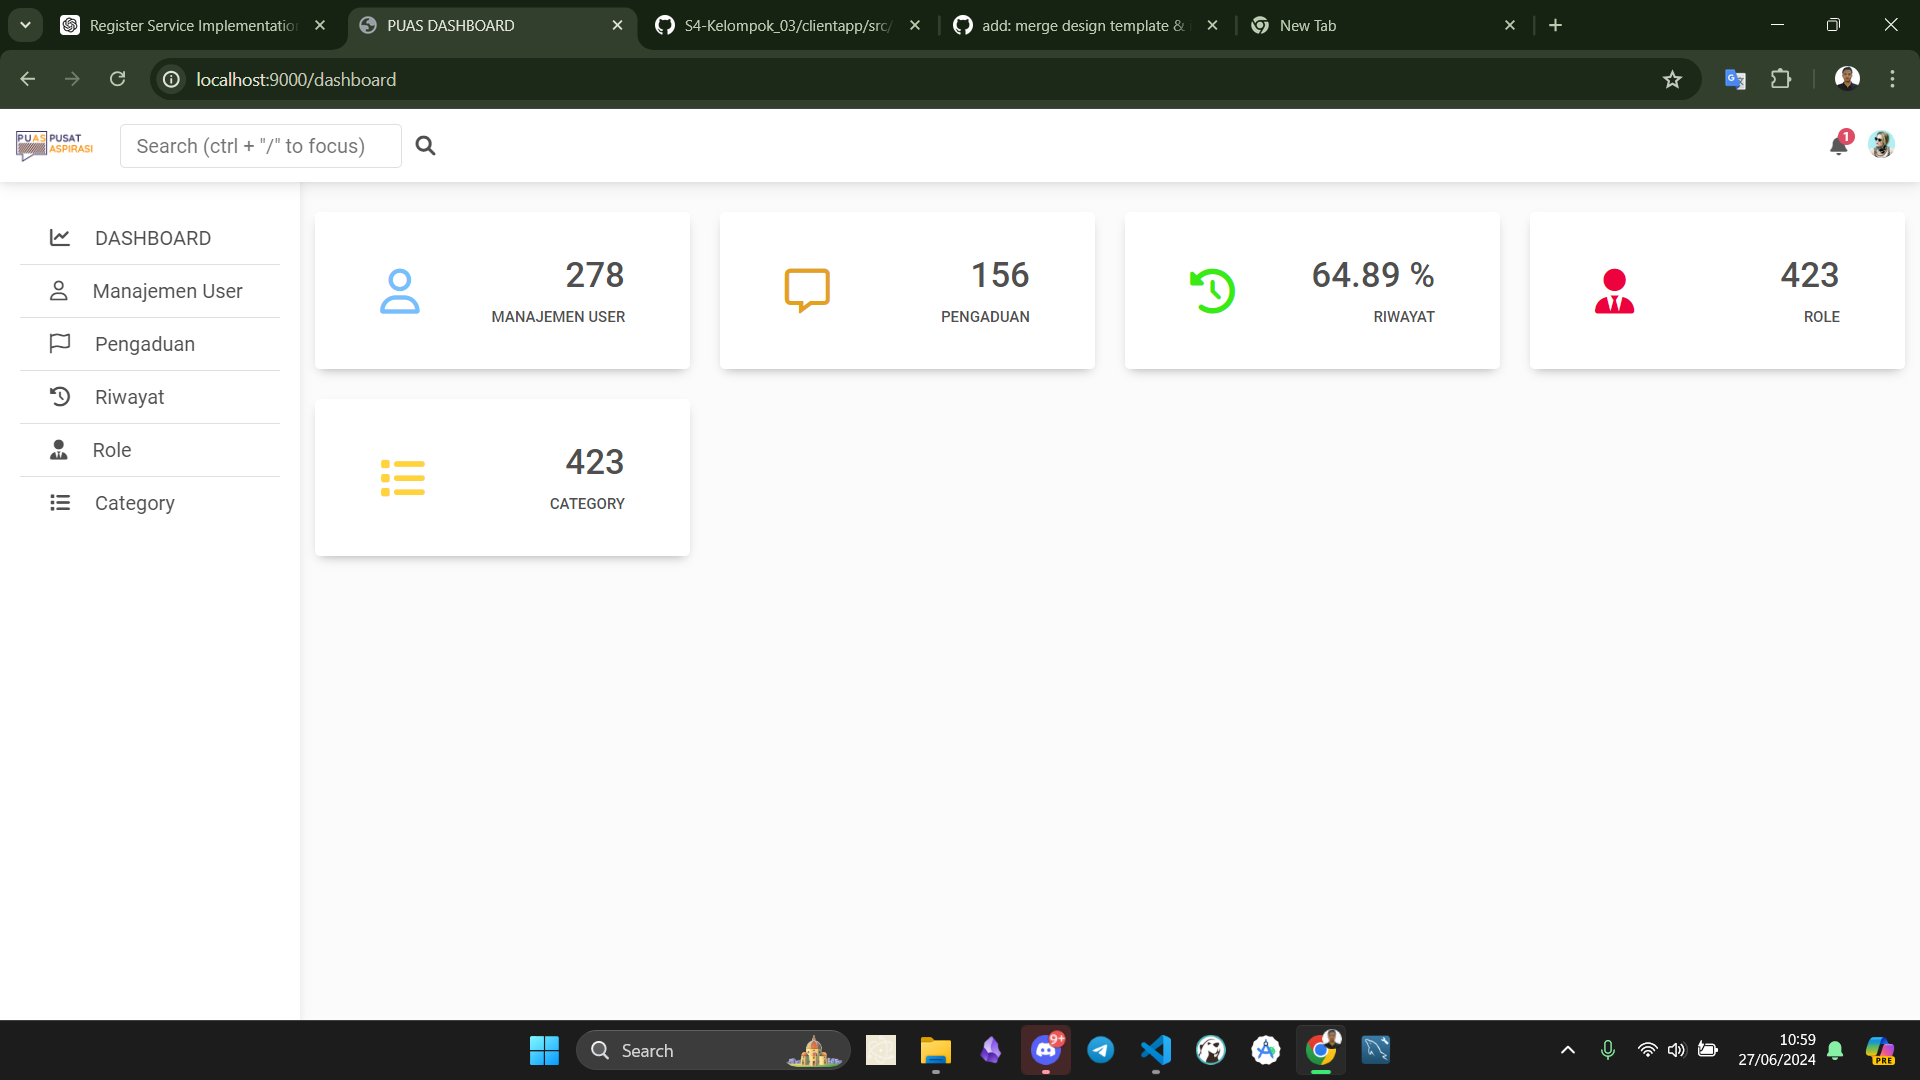 Register Service Implementation
PUAS DASHBOARD
S4-Kelompok_03/clientapp/src/
add: merge design template &
New Tab
localhost:9000/dashboard
PUAS PUSAT
ASPIRASI
Search (ctrl + "/" to focus)
1
DASHBOARD
Manajemen User
Pengaduan
Riwayat
Role
Category
278
MANAJEMEN USER
156
PENGADUAN
64.89 %
RIWAYAT
423
ROLE
423
CATEGORY
Search
9+
10:59
27/06/2024
PRE